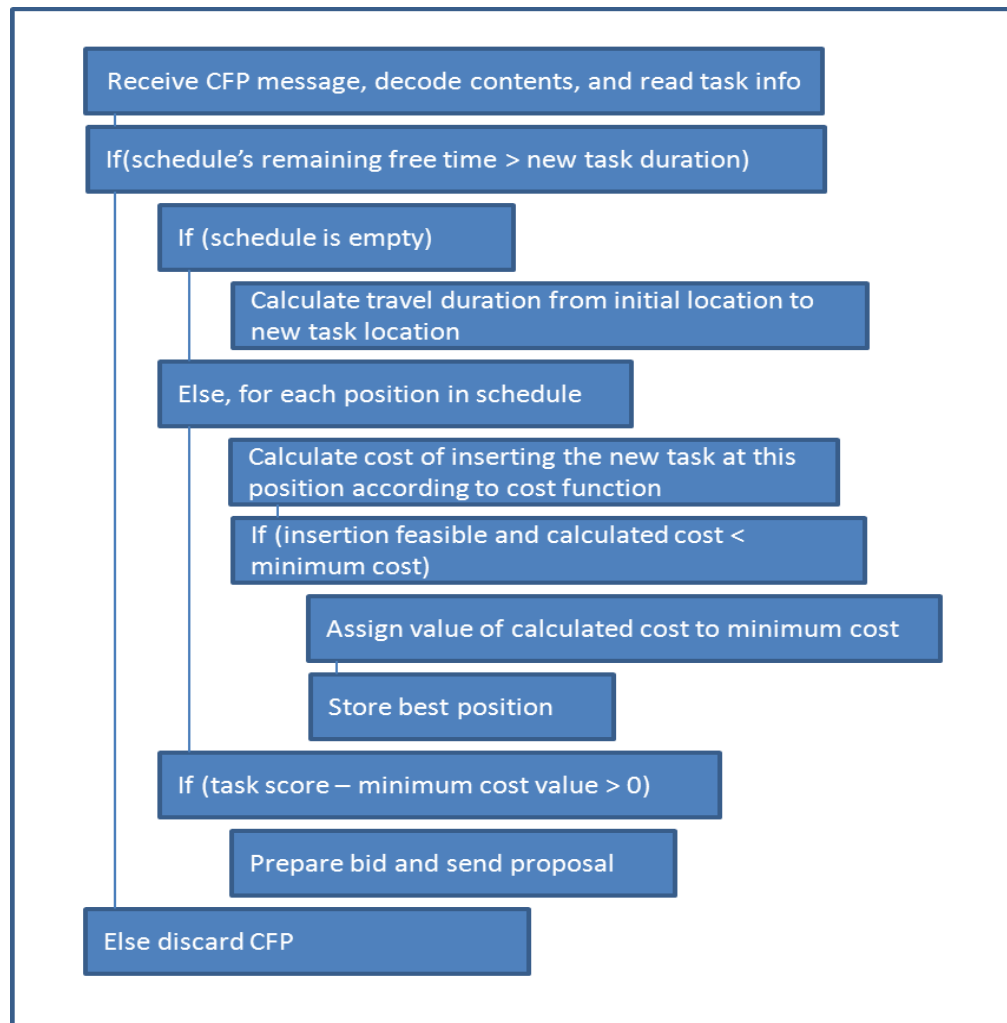 Receive CFP message, decode contents, and read task info
If(schedule’s remaining free time > new task duration)
If (schedule is empty)
Calculate travel duration from initial location to
new task location
Else, for each position in schedule
Calculate cost of inserting the new task at this
position according to cost function
If (insertion feasible and calculated cost <
minimum cost)
Assign value of calculated cost to minimum cost
Store best position
If (task score – minimum cost value > 0)
Prepare bid and send proposal
Else discard CFP